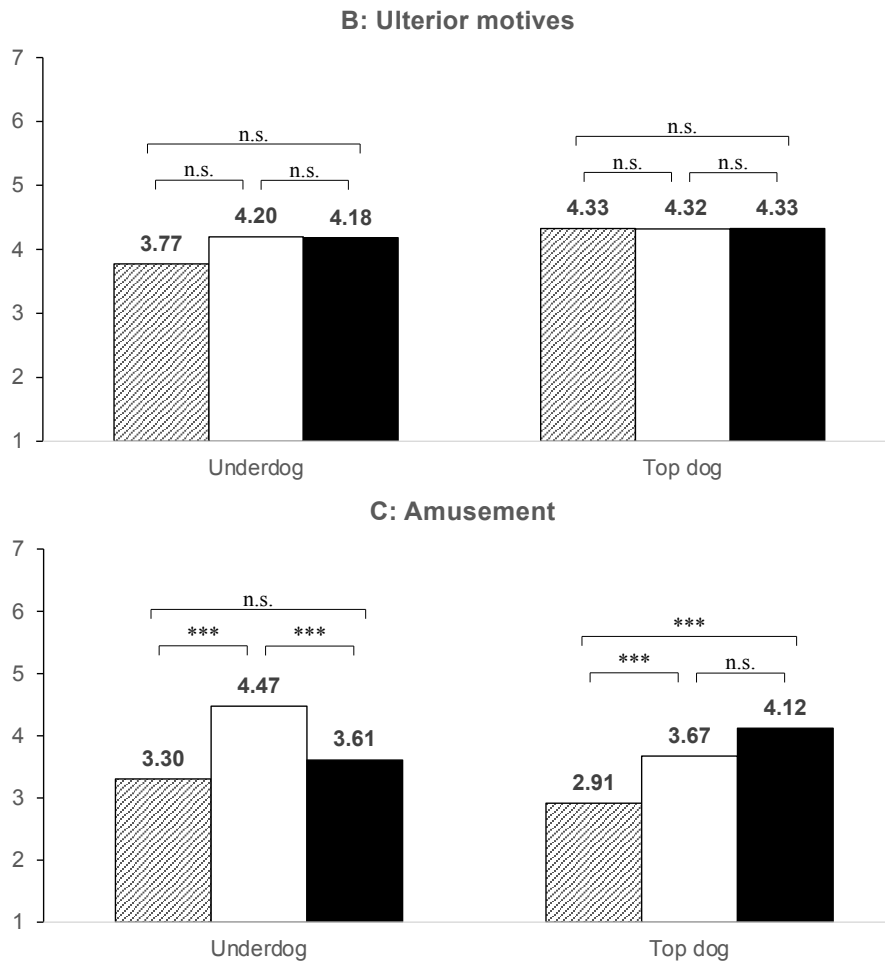 B: Ulterior motives
7
6
5
4
3
2
1
n.s.
n.s.
n.s.
3.77
4.20
4.18
n.s.
n.s.
n.s.
4.33
4.32
4.33
Underdog
Top dog
C: Amusement
7
6
5
4
3
2
1
n.s.
***
***
3.30
4.47
3.61
***
***
n.s.
2.91
3.67
4.12
Underdog
Top dog